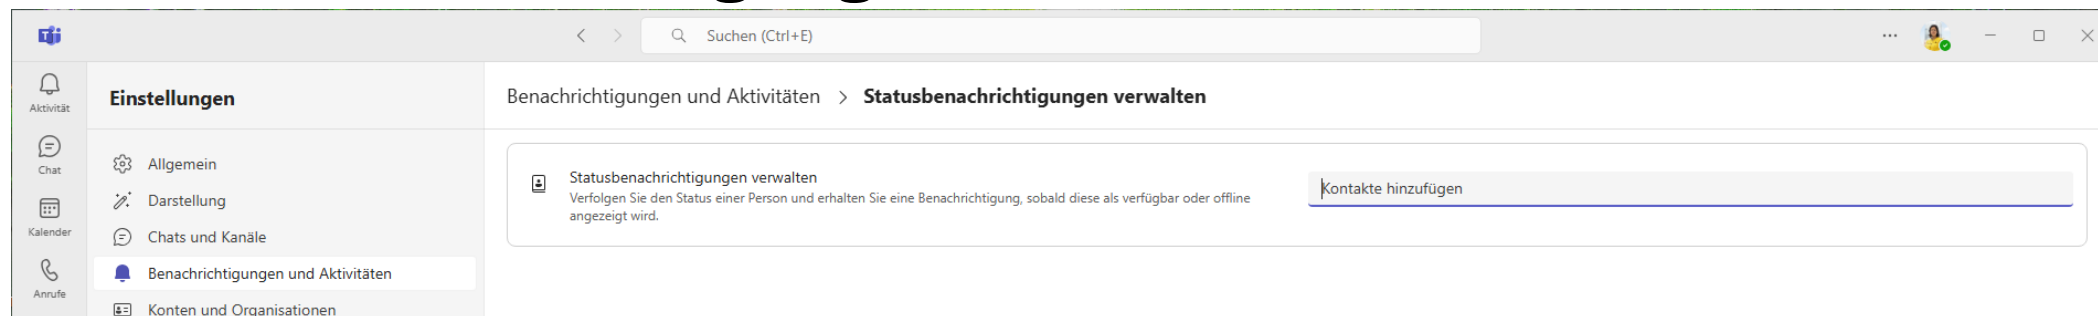 Suchen (Ctrl+E)
Aktivität
Chat
Kalender
Anrufe
Einstellungen
Allgemein
Darstellung
Chats und Kanäle
Benachrichtigungen und Aktivitäten
Konten und Organisationen
Benachrichtigungen und Aktivitäten > Statusbenachrichtigungen verwalten
Statusbenachrichtigungen verwalten
Verfolgen Sie den Status einer Person und erhalten Sie eine Benachrichtigung, sobald diese als verfügbar oder offline
angezeigt wird.
Kontakte hinzufügen